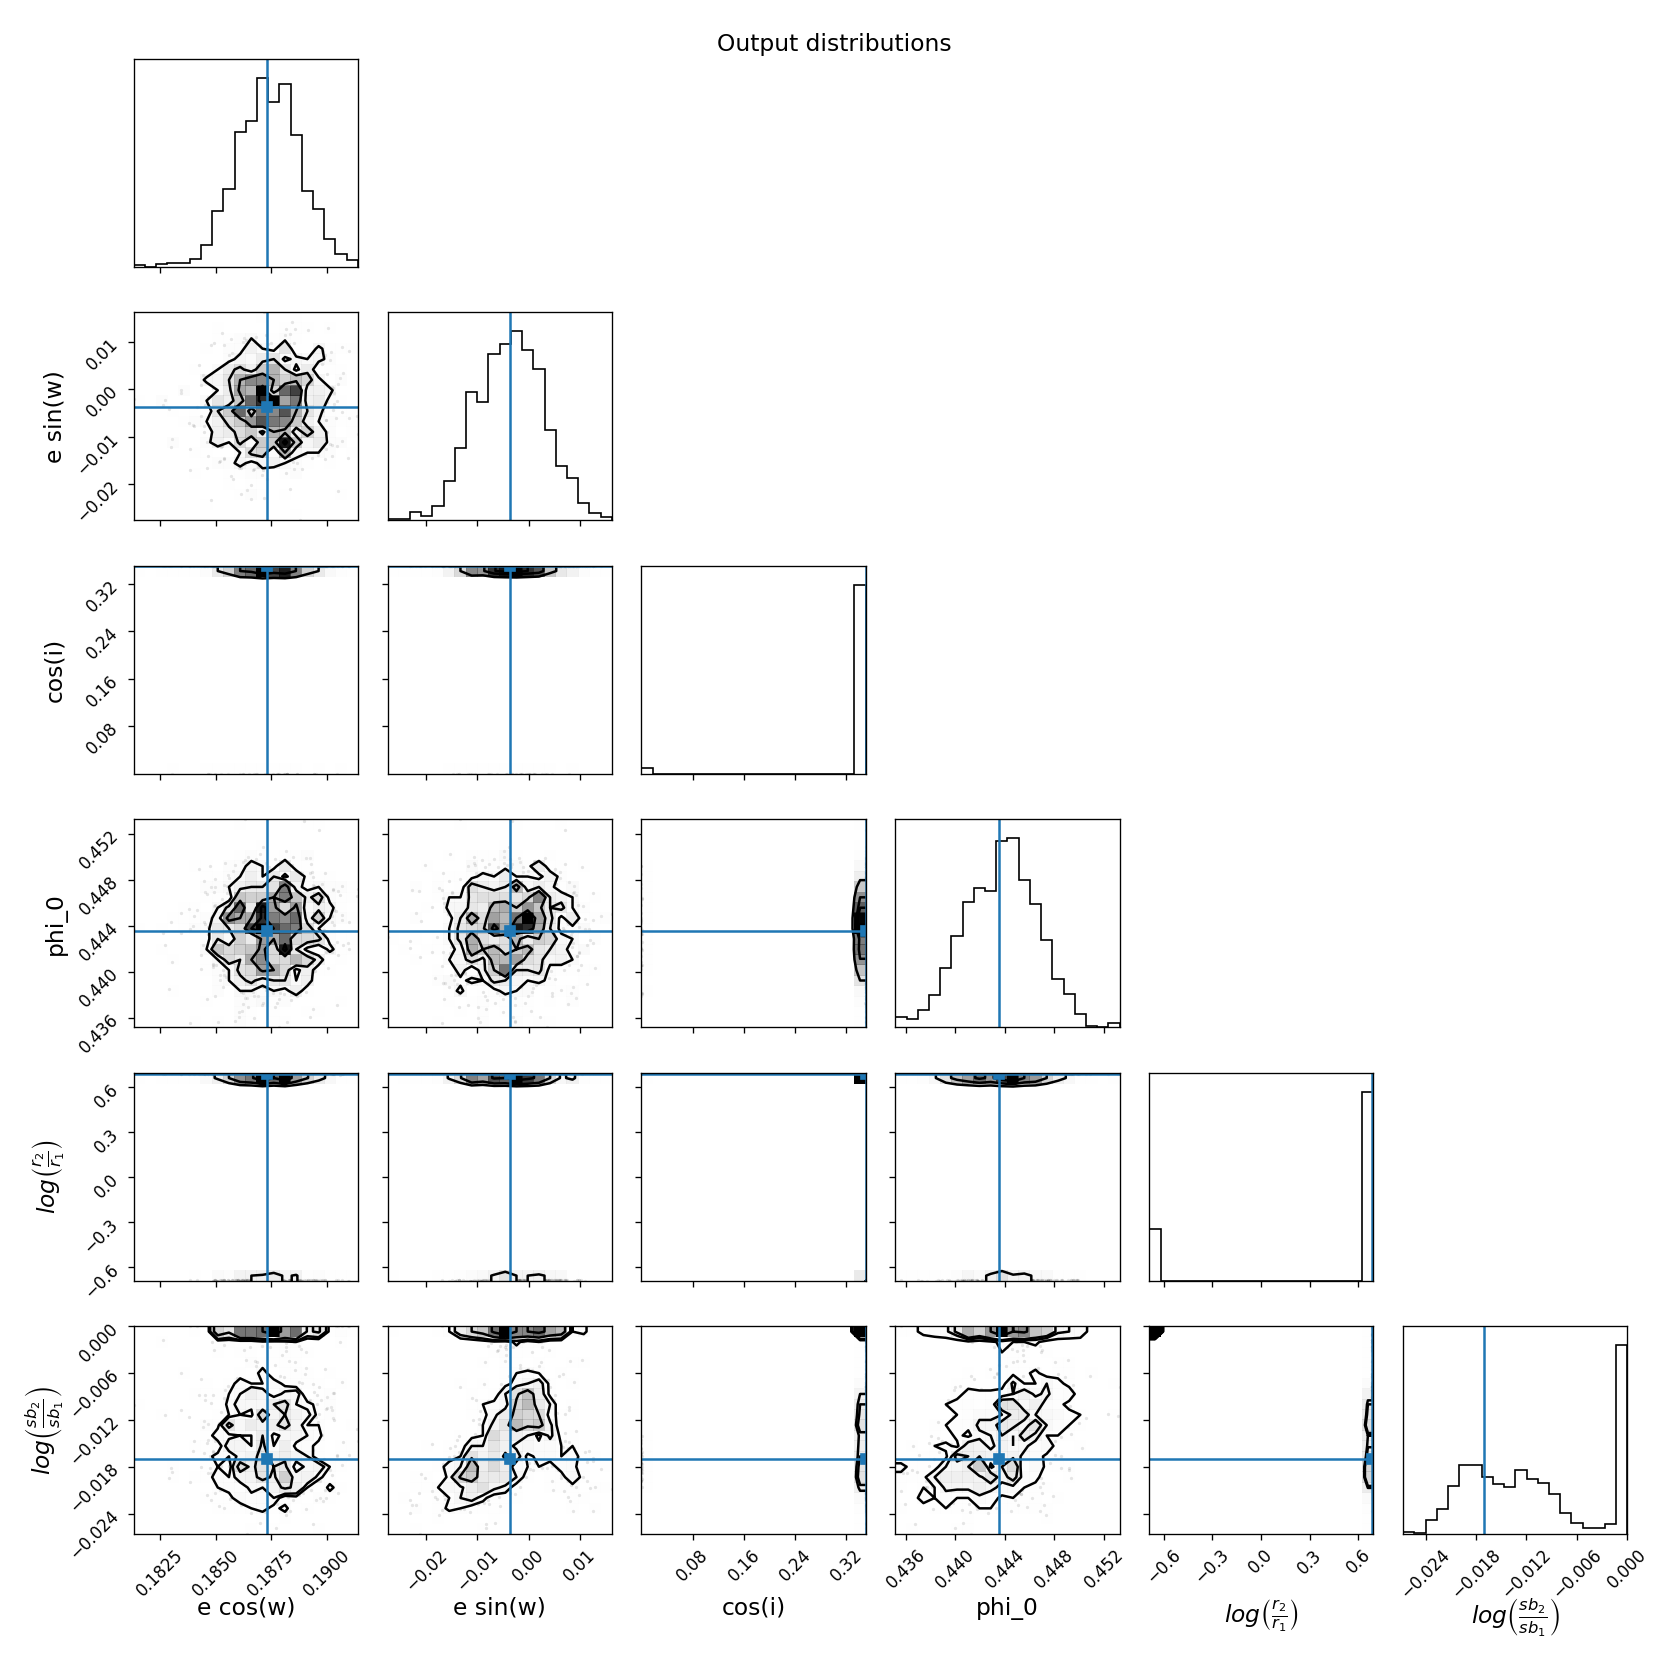 Output distributions
0.01
0.00
−0.01
−0.02
e sin(w)
0.32
0.24
0.16
0.08
cos(i)
0.452
0.448
0.444
0.440
0.436
phi_0
0.6
0.3
0.0
−0.3
−0.6
log(r2/r1)
0.000
−0.006
−0.012
−0.018
−0.024
log(sb2/sb1)
0.1825 0.1850 0.1875 0.1900
−0.02 −0.01 0.00 0.01
0.08 0.16 0.24 0.32
0.436 0.440 0.444 0.448 0.452
−0.6 −0.3 0.0 0.3 0.6
−0.024 −0.018 −0.012 −0.006 0.000
e cos(w) e sin(w) cos(i) phi_0 log(r2/r1) log(sb2/sb1)